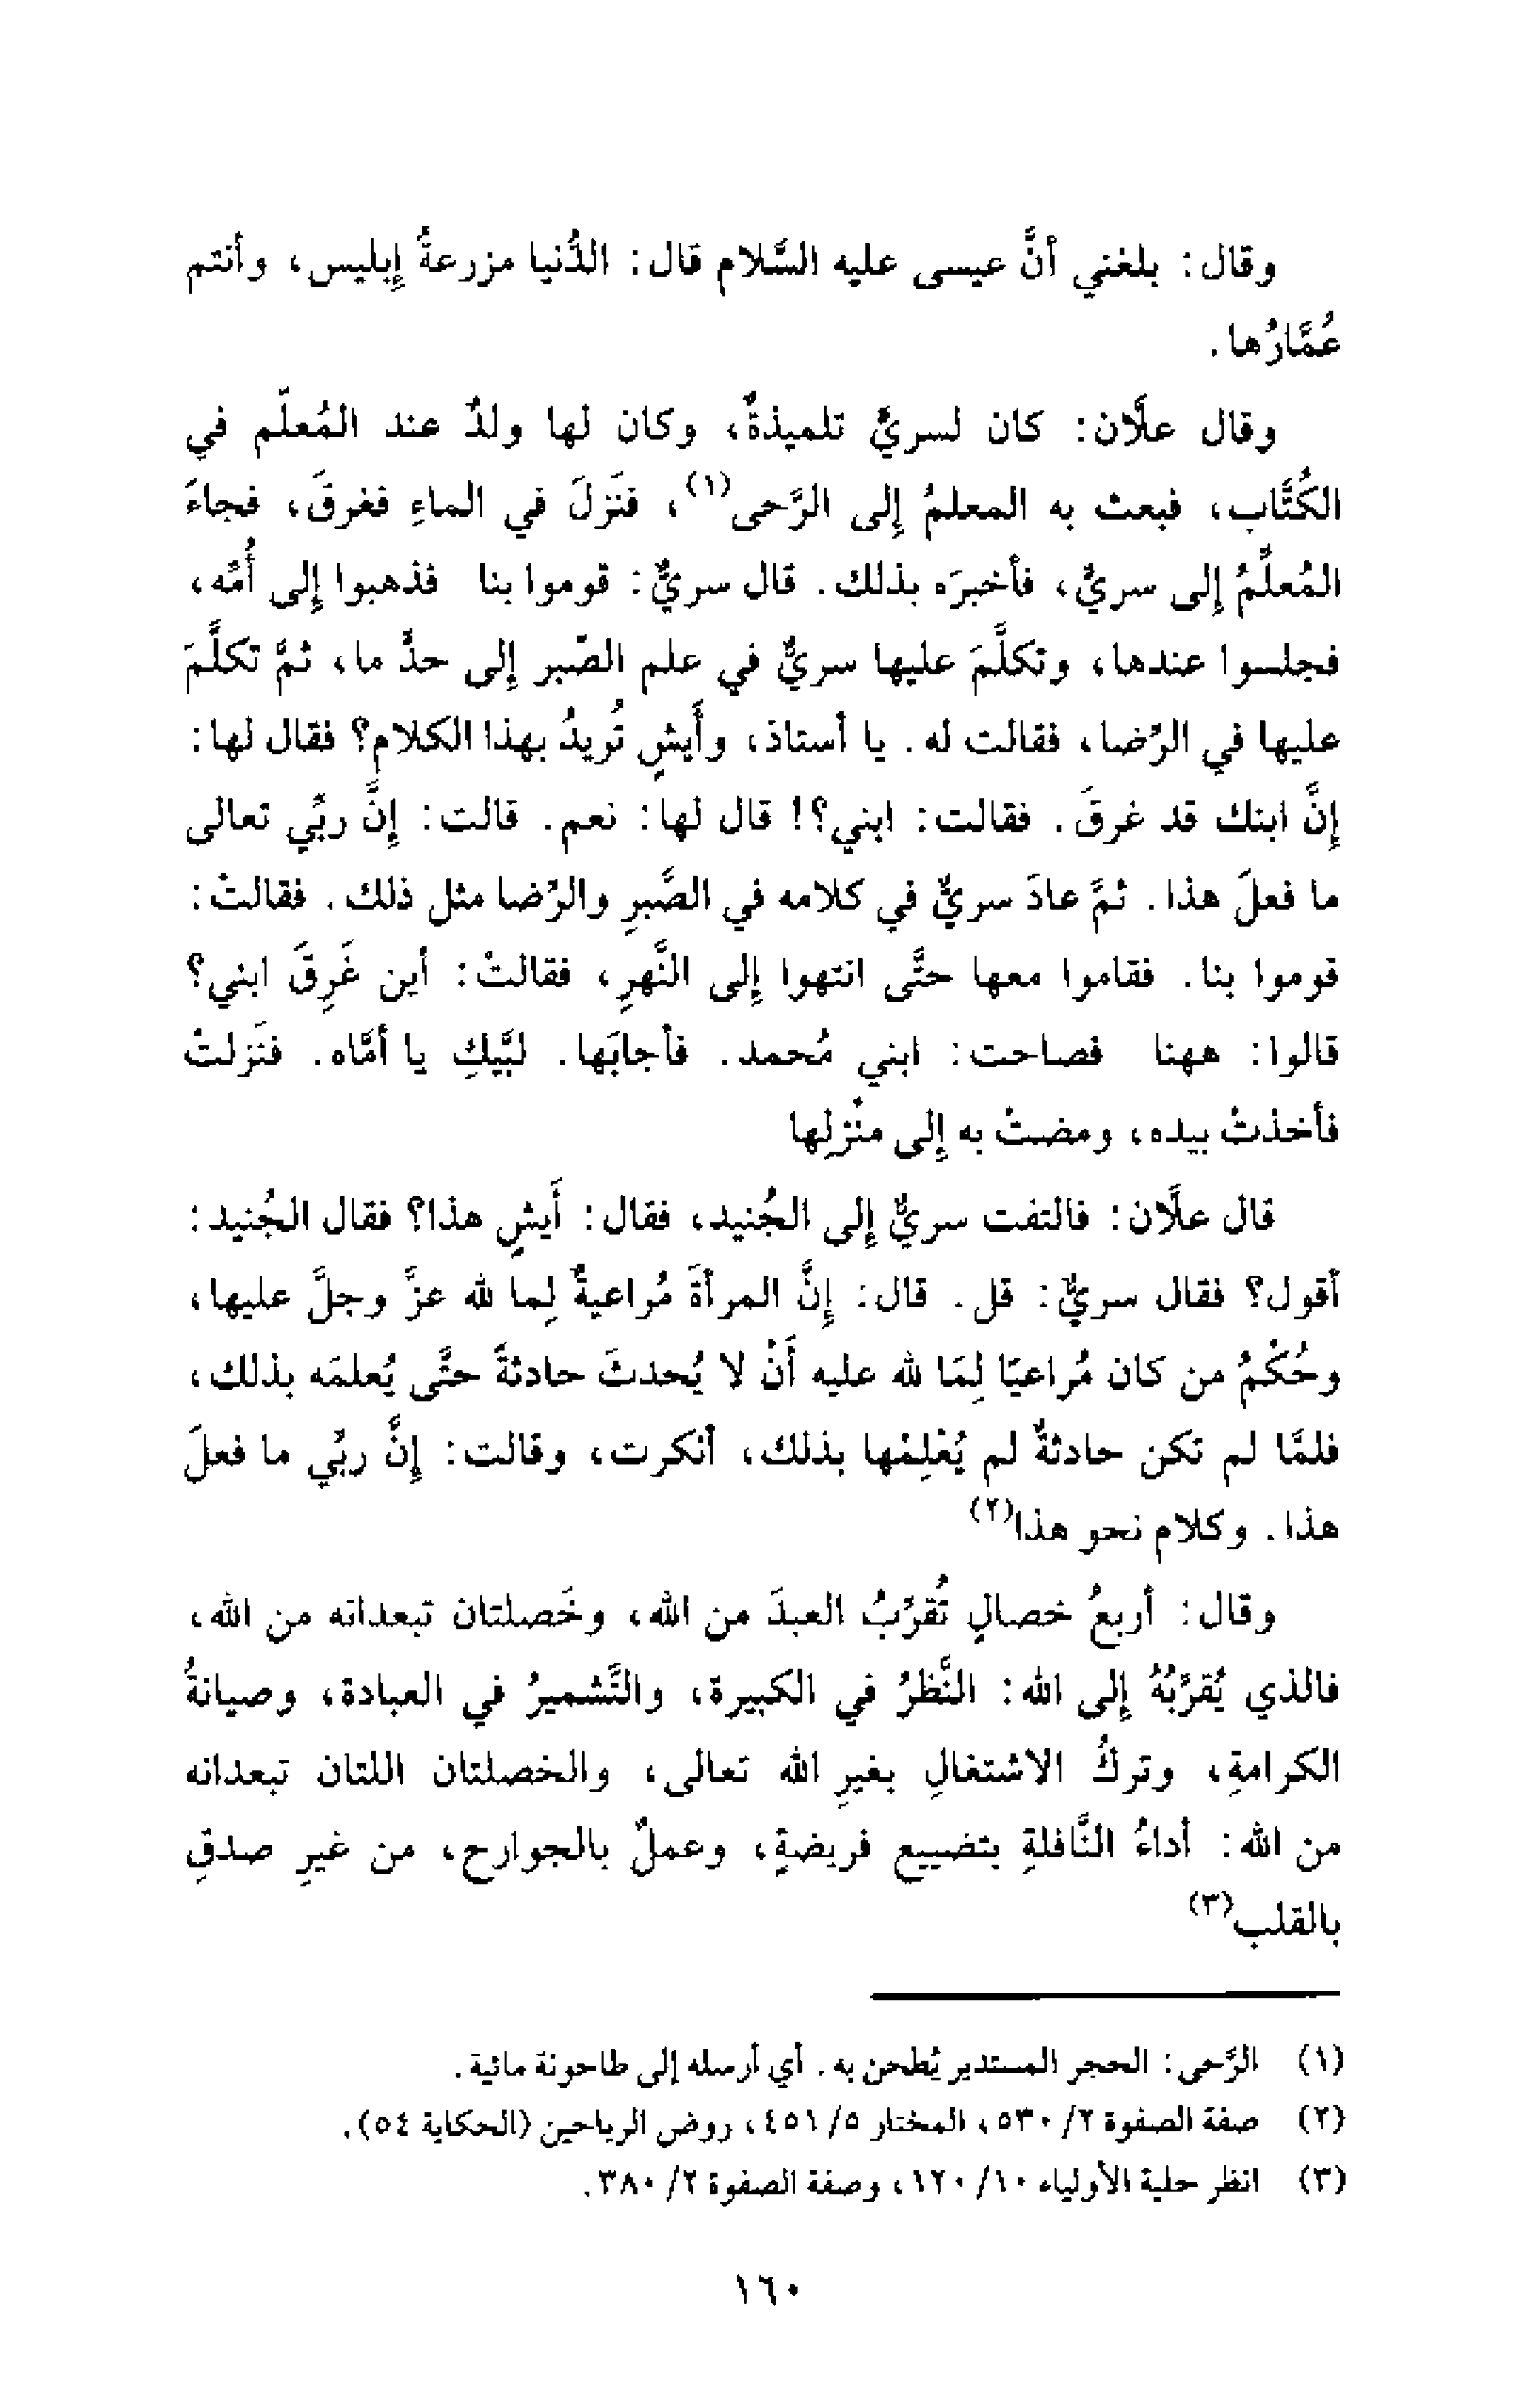 وقال: بلغني أنَّ عيسى عليه السَّلام قال: الدُّنيا مزرعةُ إبليس، وأنتم
عُمَّارُها.
وقال علَّان: كان لسريٍّ تلميذةٌ، وكان لها ولدٌ عند المُعلّم في
الكُتَّاب، فبعث به المعلمُ إلى الرَّحى(١)، فنَزلَ في الماءِ فغرقَ، فجاءَ
المُعلِّمُ إلى سريٍّ، فأخبرَه بذلك. قال سريٌّ: قوموا بنا فذهبوا إلى أُمِّه،
فجلسوا عندها، وتكلَّمَ عليها سريٌّ في علم الصّبر إلى حدٍّ ما، ثمَّ تكلَّمَ
عليها في الرِّضا، فقالت له. يا أستاذ، وأَيشٍ تُريدُ بهذا الكلام؟ فقال لها:
إنَّ ابنك قد غرقَ. فقالت: ابني؟! قال لها: نعم. قالت: إنَّ ربِّي تعالى
ما فعلَ هذا. ثمَّ عادَ سريٌّ في كلامه في الصَّبرِ والرِّضا مثل ذلك. فقالتْ:
قوموا بنا. فقاموا معها حتَّى انتهوا إلى النَّهرِ، فقالتْ: أين غَرِقَ ابني؟
قالوا: ههنا فصاحت: ابني مُحمد. فأجابَها. لبَّيكِ يا أمَّاه. فنَزلتْ
فأخذتْ بيده، ومضتْ به إلى منْزلِها
قال علَّان: فالتفت سريٌّ إلى الجُنيد، فقال: أَيشٍ هذا؟ فقال الجُنيد:
أقول؟ فقال سريٌّ: قل. قال: إنَّ المرأةَ مُراعيةٌ لِما لله عزَّ وجلَّ عليها،
وحُكْمُ من كان مُراعيًا لِمَا لله عليه أَنْ لا يُحدثَ حادثةً حتَّى يُعلمَه بذلك،
فلمَّا لم تكن حادثةٌ لم يُعْلِمْها بذلك، أنكرت، وقالت: إنَّ ربِّي ما فعلَ
هذا. وكلام نحو هذا(٢)
وقال: أربعُ خصالٍ تُقرِّبُ العبدَ من الله، وخَصلتان تبعدانه من الله،
فالذي يُقرِّبُهُ إلى الله: النَّظرُ في الكبيرة، والتَّشميرُ في العبادة، وصيانةُ
الكرامةِ، وتركُ الاشتغالِ بغيرِ الله تعالى، والخصلتان اللتان تبعدانه
من الله: أداءُ النَّافلةِ بتضييع فريضةٍ، وعملٌ بالجوارح، من غيرِ صدقِ
بالقلب(٣)
(١) الرَّحى: الحجر المستدير يُطحن به. أي أرسله إلى طاحونة مائية.
(٢) صفة الصفوة ٢/ ٥٣٠، المختار ٥/ ٤٥١، روض الرياحين (الحكاية ٥٤).
(٣) انظر حلية الأولياء ١٠/ ١٢٠، وصفة الصفوة ٢/ ٣٨٠.
١٦٠